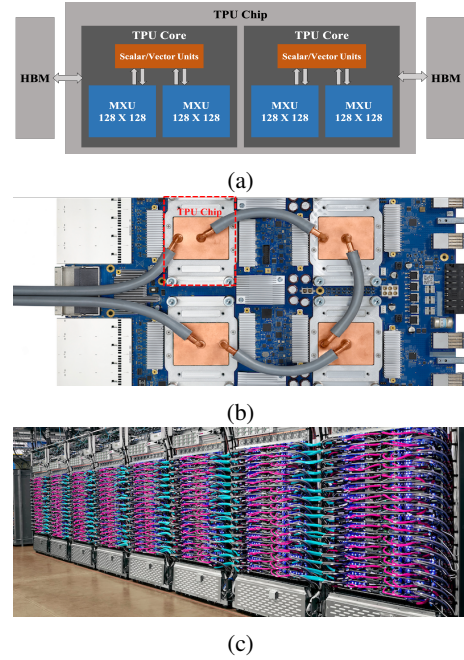 TPU Chip
HBM
TPU Core
Scalar/Vector Units
MXU
128 X 128
MXU
128 X 128
TPU Core
Scalar/Vector Units
MXU
128 X 128
MXU
128 X 128
HBM
(a)
TPU Chip
(b)
(c)